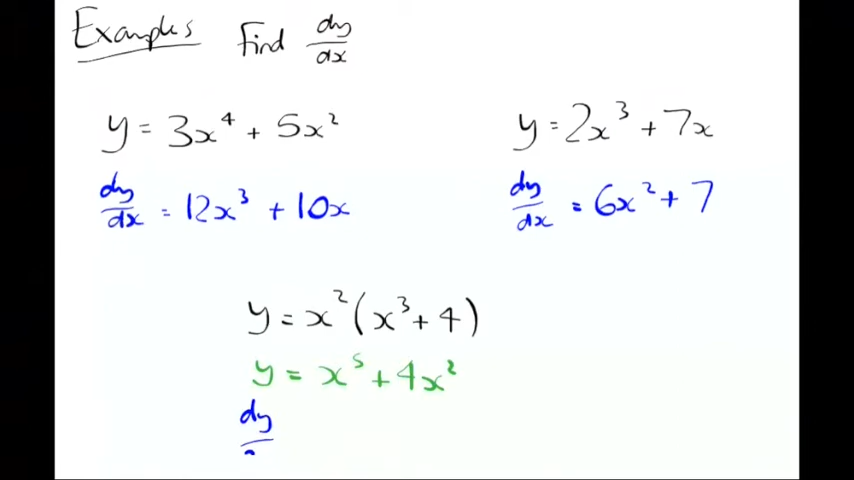 Examples Find dy/dx
y = 3x⁴ + 5x²
dy/dx = 12x³ + 10x
y = 2x³ + 7x
dy/dx = 6x² + 7
y = x²(x³ + 4)
y = x⁵ + 4x²
dy